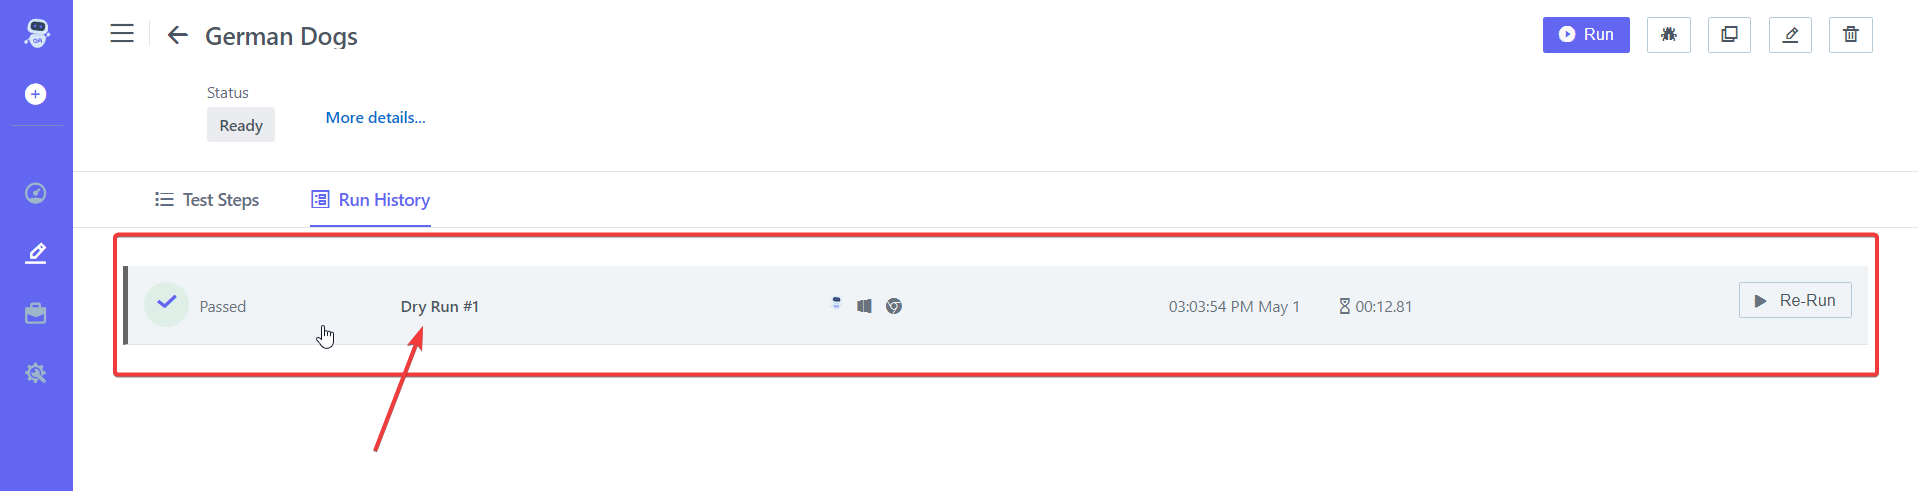 German Dogs
Run
Status
Ready
More details...
Test Steps
Run History
Passed
Dry Run #1
03:03:54 PM May 1
00:12.81
Re-Run